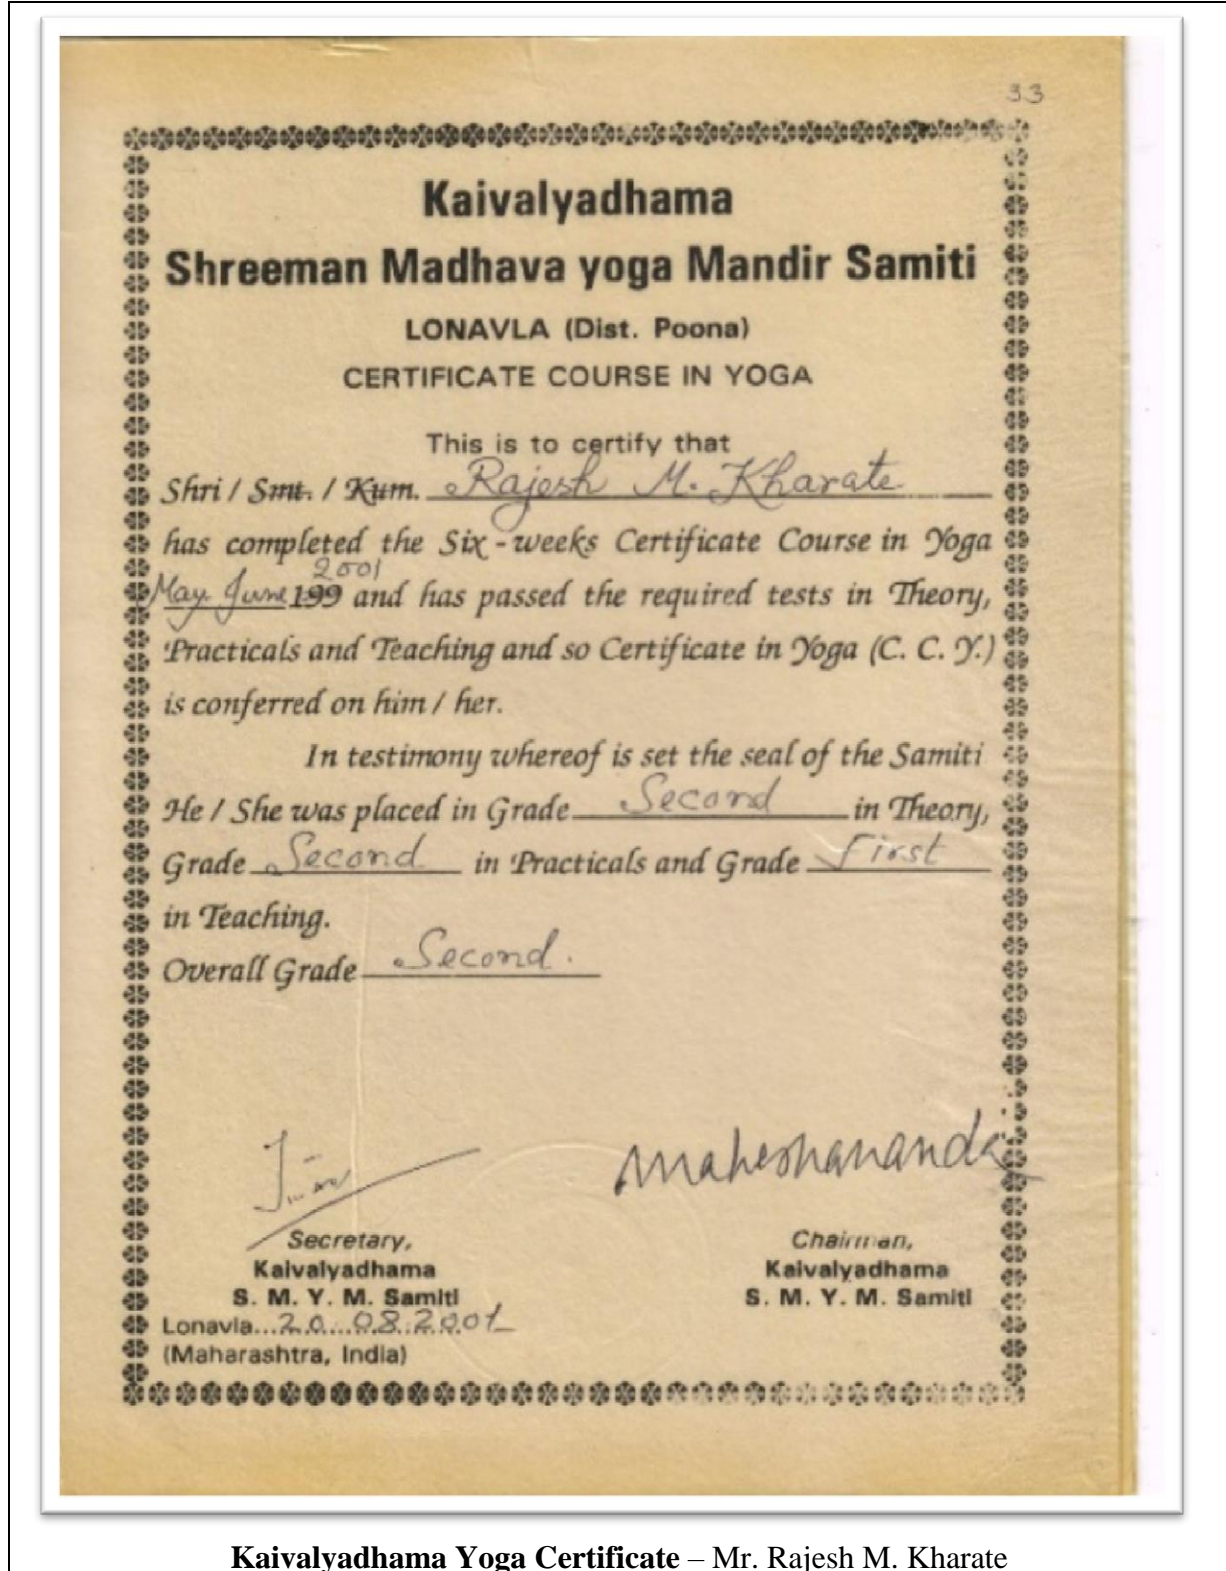 33
Kaivalyadhama
Shreeman Madhava yoga Mandir Samiti
LONAVLA (Dist. Poona)
CERTIFICATE COURSE IN YOGA
This is to certify that
Shri / Smt. / Kum. Rajesh M. Kharate
has completed the Six-weeks Certificate Course in Yoga
2001
May. June 199 and has passed the required tests in Theory,
Practicals and Teaching and so Certificate in Yoga (C. C. Y.)
is conferred on him / her.
In testimony whereof is set the seal of the Samiti
He / She was placed in Grade Second in Theory,
Grade Second in Practicals and Grade First
in Teaching.
Overall Grade Second.
maheshananda
Secretary, Chairman,
Kaivalyadhama Kaivalyadhama
S. M. Y. M. Samiti S. M. Y. M. Samiti
Lonavla...20...08.2001
(Maharashtra, India)
Kaivalyadhama Yoga Certificate – Mr. Rajesh M. Kharate